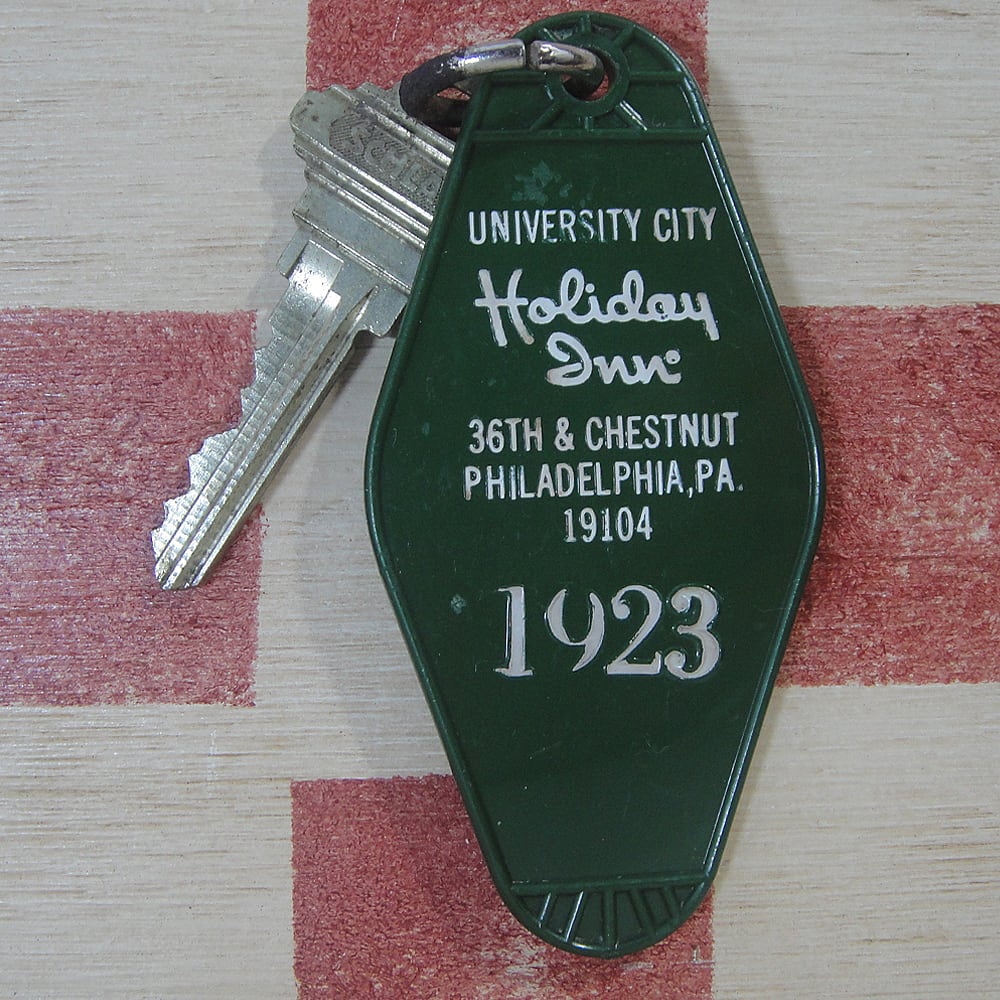 UNIVERSITY CITY
Holiday
Inn®
36TH & CHESTNUT
PHILADELPHIA, PA.
19104
1923